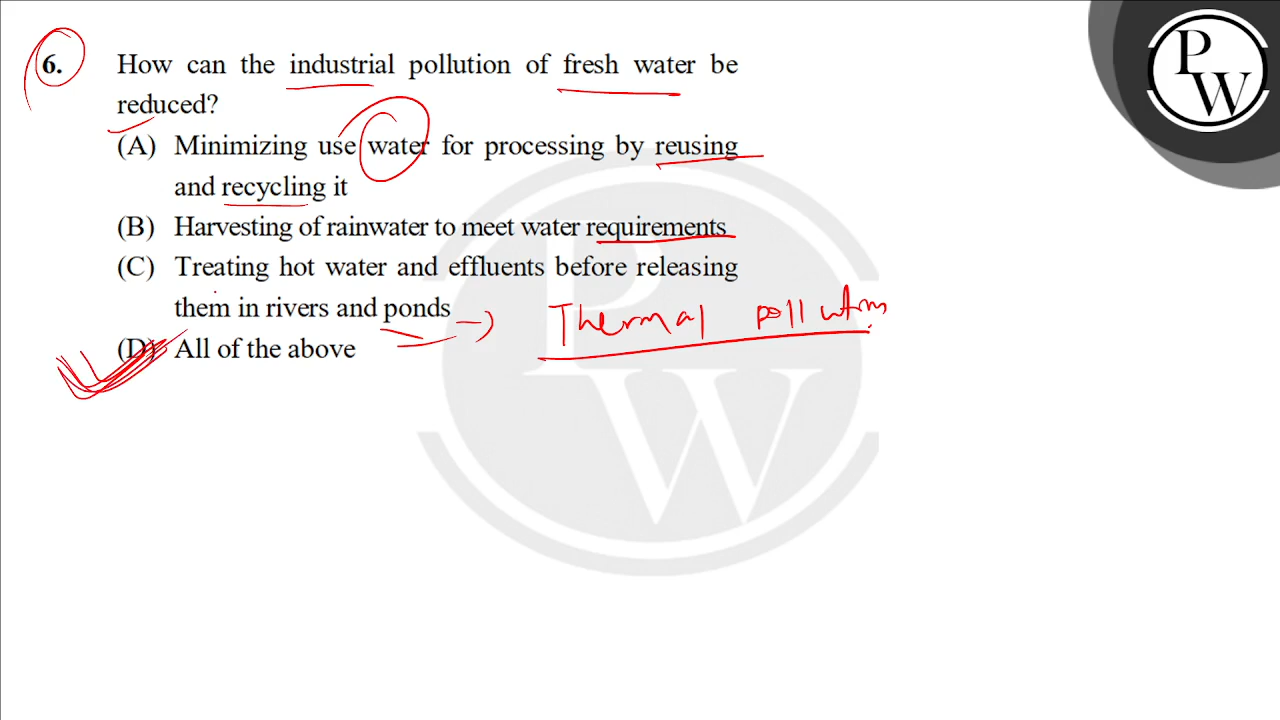 6. How can the industrial pollution of fresh water be
reduced?
(A) Minimizing use water for processing by reusing
and recycling it
(B) Harvesting of rainwater to meet water requirements
(C) Treating hot water and effluents before releasing
them in rivers and ponds → Thermal pollution
(D) All of the above
P
W
P
W